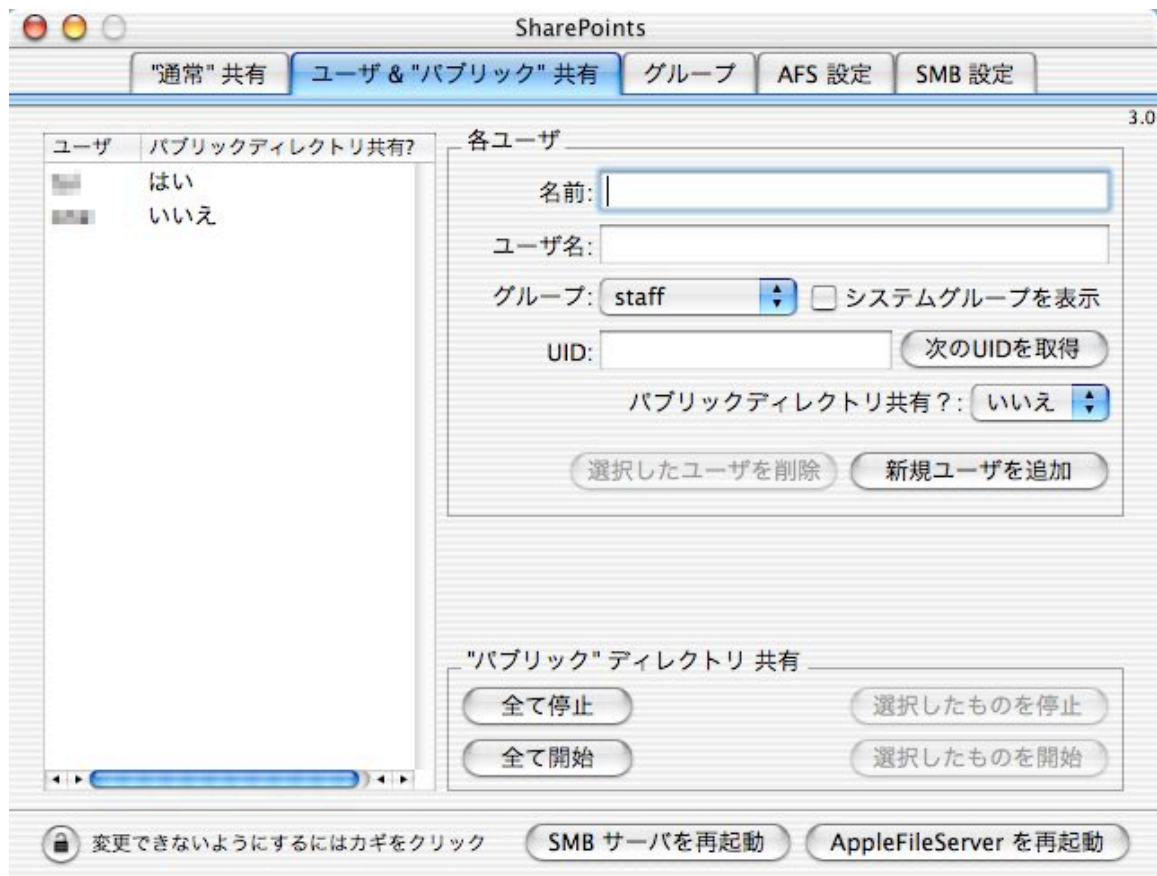 SharePoints
"通常" 共有
ユーザ & "パブリック" 共有
グループ
AFS 設定
SMB 設定
3.0
ユーザ パブリックディレクトリ共有?
はい
いいえ
各ユーザ
名前:
ユーザ名:
グループ: staff システムグループを表示
UID: 次のUIDを取得
パブリックディレクトリ共有？: いいえ
選択したユーザを削除 新規ユーザを追加
"パブリック" ディレクトリ 共有
全て停止 選択したものを停止
全て開始 選択したものを開始
変更できないようにするにはカギをクリック SMB サーバを再起動 AppleFileServer を再起動